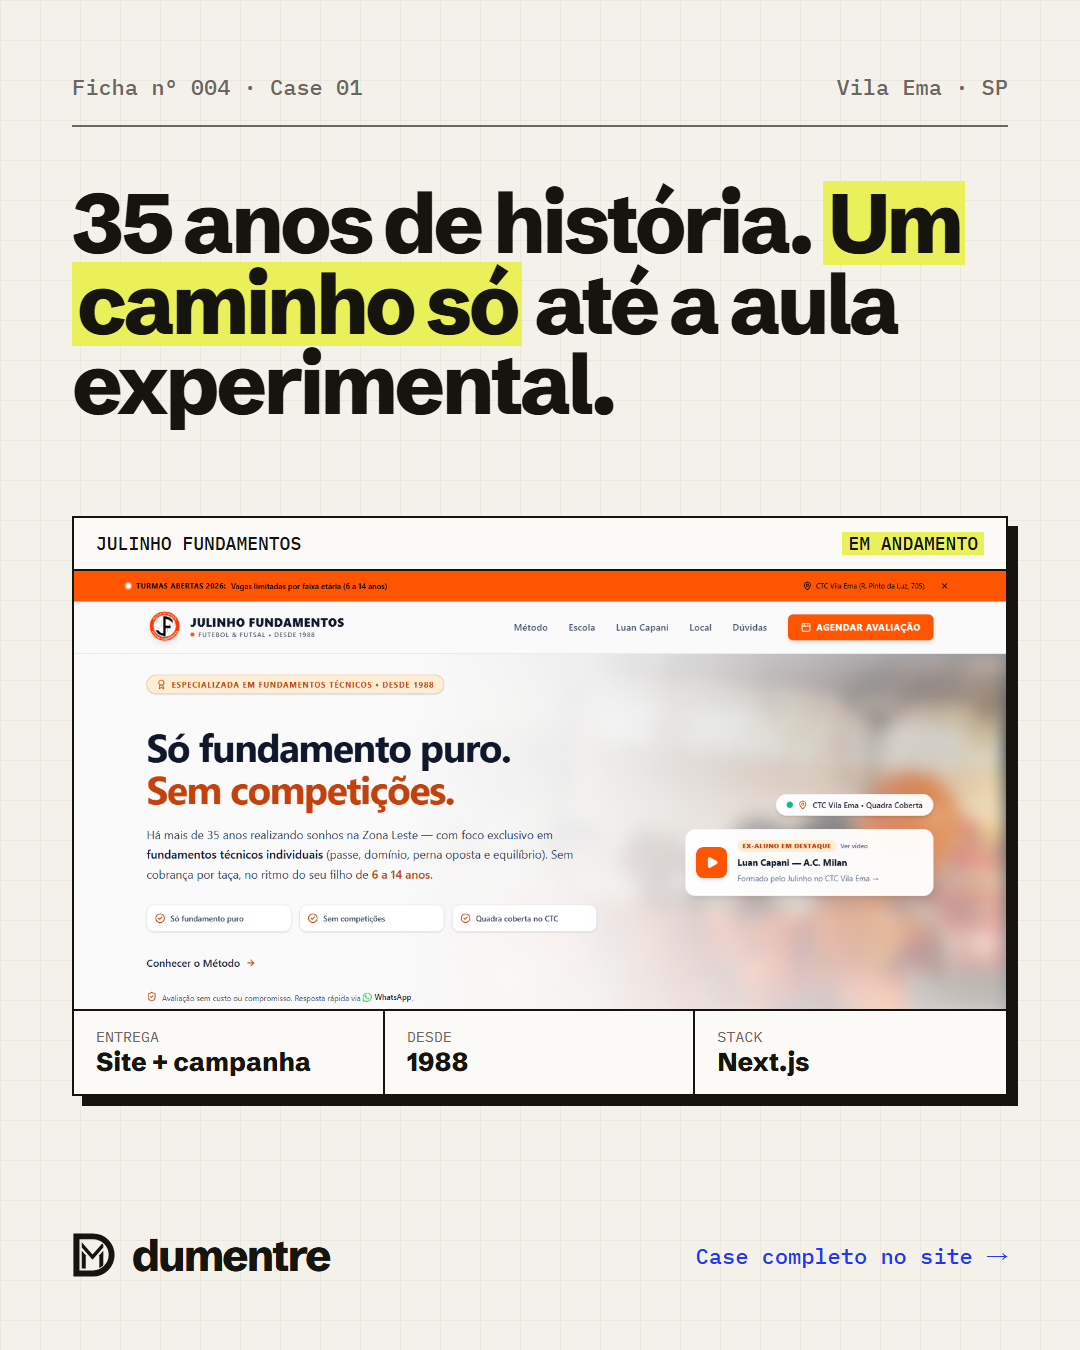 Ficha nº 004 · Case 01
Vila Ema · SP
35 anos de história. Um
caminho só até a aula
experimental.
JULINHO FUNDAMENTOS
EM ANDAMENTO
TURMAS ABERTAS 2026: Vagas limitadas por faixa etária (6 a 14 anos)
CTC Vila Ema (R. Pinto da Luz, 705)
JULINHO FUNDAMENTOS
FUTEBOL & FUTSAL • DESDE 1988
Método
Escola
Luan Capani
Local
Dúvidas
AGENDAR AVALIAÇÃO
ESPECIALIZADA EM FUNDAMENTOS TÉCNICOS • DESDE 1988
Só fundamento puro.
Sem competições.
Há mais de 35 anos realizando sonhos na Zona Leste — com foco exclusivo em
fundamentos técnicos individuais (passe, domínio, perna oposta e equilíbrio). Sem
cobrança por taça, no ritmo do seu filho de 6 a 14 anos.
CTC Vila Ema • Quadra Coberta
EX-ALUNO EM DESTAQUE Ver vídeo
Luan Capani — A.C. Milan
Formado pelo Julinho no CTC Vila Ema →
Só fundamento puro
Sem competições
Quadra coberta no CTC
Conhecer o Método →
Avaliação sem custo ou compromisso. Resposta rápida via WhatsApp.
ENTREGA
Site + campanha
DESDE
1988
STACK
Next.js
dumentre
Case completo no site →